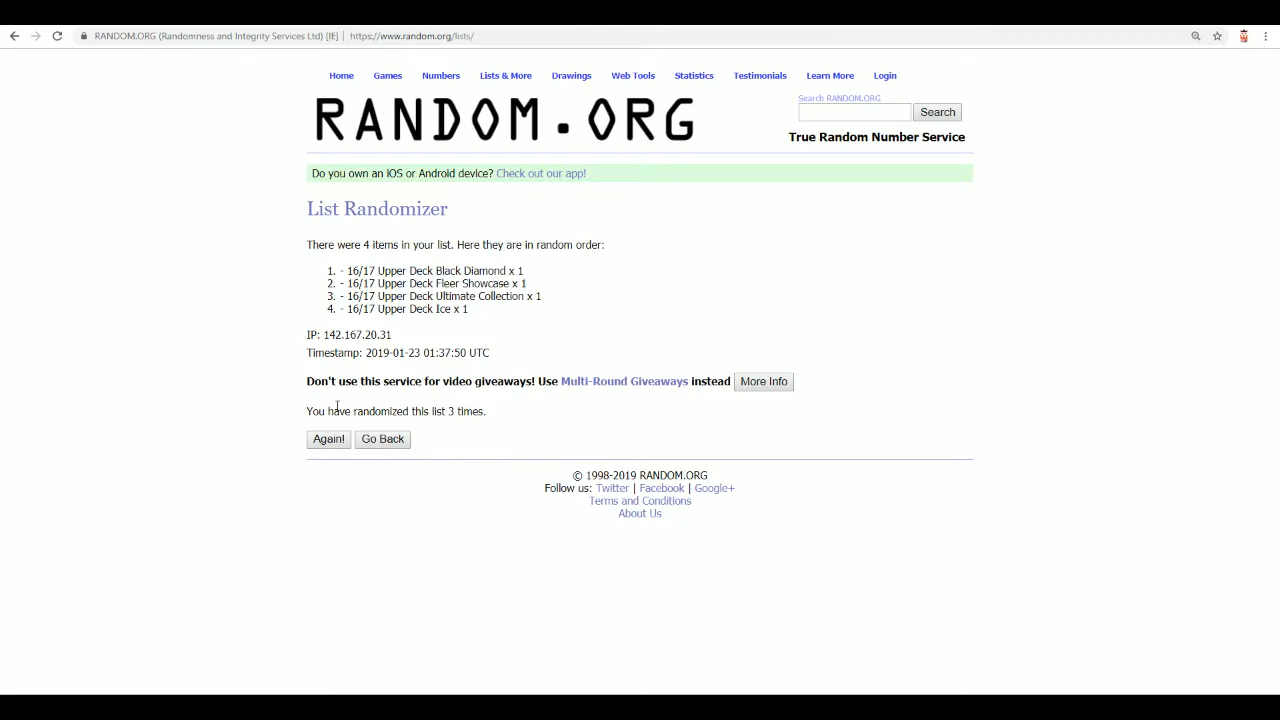 RANDOM.ORG (Randomness and Integrity Services Ltd) [IE] | https://www.random.org/lists/
Home Games Numbers Lists & More Drawings Web Tools Statistics Testimonials Learn More Login
RANDOM.ORG
Search RANDOM.ORG
Search
True Random Number Service
Do you own an iOS or Android device? Check out our app!
List Randomizer
There were 4 items in your list. Here they are in random order:
1. - 16/17 Upper Deck Black Diamond x 1
2. - 16/17 Upper Deck Fleer Showcase x 1
3. - 16/17 Upper Deck Ultimate Collection x 1
4. - 16/17 Upper Deck Ice x 1
IP: 142.167.20.31
Timestamp: 2019-01-23 01:37:50 UTC
Don't use this service for video giveaways! Use Multi-Round Giveaways instead More Info
You have randomized this list 3 times.
Again! Go Back
© 1998-2019 RANDOM.ORG
Follow us: Twitter | Facebook | Google+
Terms and Conditions
About Us